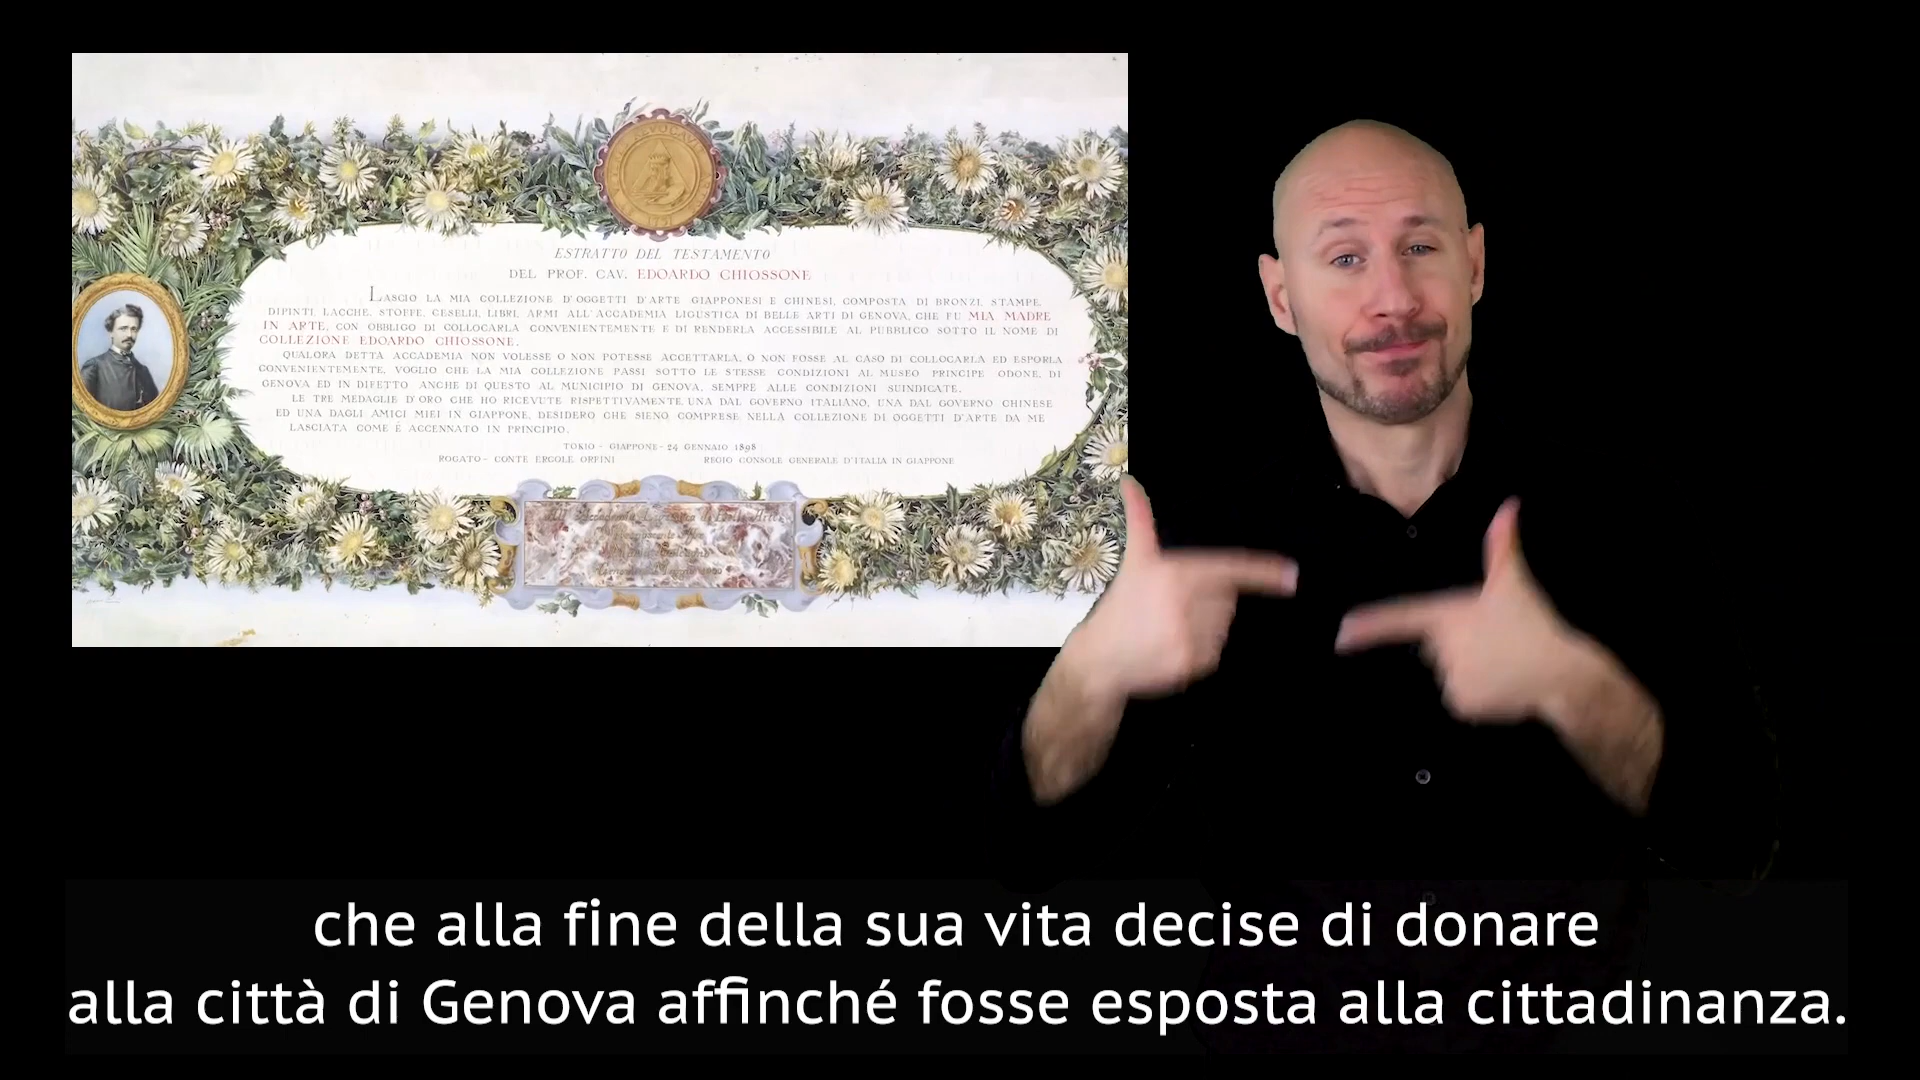 ESTRATTO DEL TESTAMENTO
DEL PROF. CAV. EDOARDO CHIOSSONE
LASCIO LA MIA COLLEZIONE D'OGGETTI D'ARTE GIAPPONESI E CHINESI, COMPOSTA DI BRONZI, STAMPE,
DIPINTI, LACCHE, STOFFE, CESELLI, LIBRI, ARMI ALL'ACCADEMIA LIGUSTICA DI BELLE ARTI DI GENOVA, CHE FU MIA MADRE
IN ARTE, CON OBBLIGO DI COLLOCARLA CONVENIENTEMENTE E DI RENDERLA ACCESSIBILE AL PUBBLICO SOTTO IL NOME DI
COLLEZIONE EDOARDO CHIOSSONE.
QUALORA DETTA ACCADEMIA NON VOLESSE O NON POTESSE ACCETTARLA, O NON FOSSE AL CASO DI COLLOCARLA ED ESPORLA
CONVENIENTEMENTE, VOGLIO CHE LA MIA COLLEZIONE PASSI SOTTO LE STESSE CONDIZIONI AL MUSEO PRINCIPE ODONE, DI
GENOVA ED IN DIFETTO ANCHE DI QUESTO AL MUNICIPIO DI GENOVA, SEMPRE ALLE CONDIZIONI SUINDICATE.
LE TRE MEDAGLIE D'ORO CHE HO RICEVUTE RISPETTIVAMENTE, UNA DAL GOVERNO ITALIANO, UNA DAL GOVERNO CHINESE
ED UNA DAGLI AMICI MIEI IN GIAPPONE, DESIDERO CHE SIENO COMPRESE NELLA COLLEZIONE DI OGGETTI D'ARTE DA ME
LASCIATA COME È ACCENNATO IN PRINCIPIO.
TOKIO - GIAPPONE - 24 GENNAIO 1898
ROGATO - CONTE ERCOLE ORFINI REGIO CONSOLE GENERALE D'ITALIA IN GIAPPONE
che alla fine della sua vita decise di donare
alla città di Genova affinché fosse esposta alla cittadinanza.